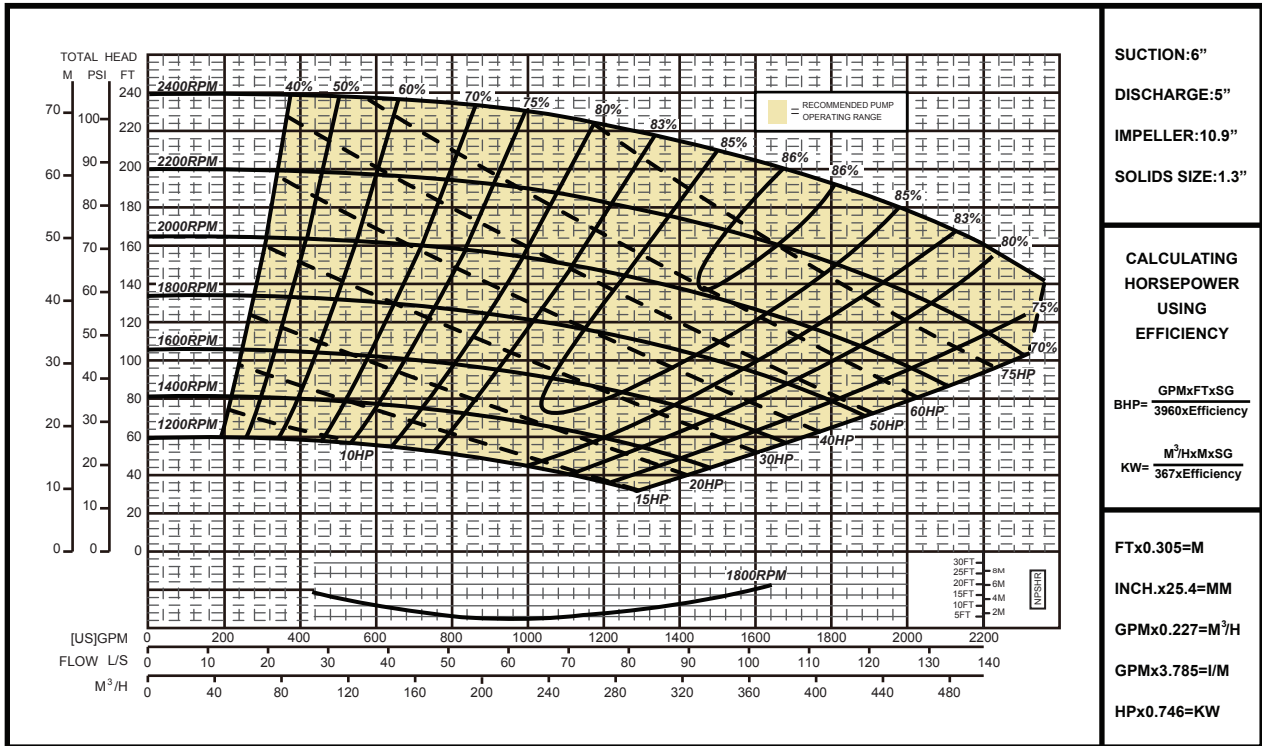 TOTAL HEAD
M PSI FT
240
220
200
180
160
140
120
100
80
60
40
20
0
100
90
80
70
60
50
40
30
20
10
0
70
60
50
40
30
20
10
0
2400RPM
2200RPM
2000RPM
1800RPM
1600RPM
1400RPM
1200RPM
40% 50% 60% 70% 75% 80% 83% 85% 86% 86% 85% 83% 80% 75% 70%
= RECOMMENDED PUMP
OPERATING RANGE
10HP 15HP 20HP 30HP 40HP 50HP 60HP 75HP
1800RPM
30FT
25FT
20FT
15FT
10FT
5FT
8M
6M
4M
2M
NPSHR
[US]GPM 0 200 400 600 800 1000 1200 1400 1600 1800 2000 2200
FLOW L/S 0 10 20 30 40 50 60 70 80 90 100 110 120 130 140
M³/H 0 40 80 120 160 200 240 280 320 360 400 440 480
SUCTION:6”
DISCHARGE:5”
IMPELLER:10.9”
SOLIDS SIZE:1.3”
CALCULATING
HORSEPOWER
USING
EFFICIENCY
BHP= GPMxFTxSG
3960xEfficiency
KW= M³/HxMxSG
367xEfficiency
FTx0.305=M
INCH.x25.4=MM
GPMx0.227=M³/H
GPMx3.785=I/M
HPx0.746=KW